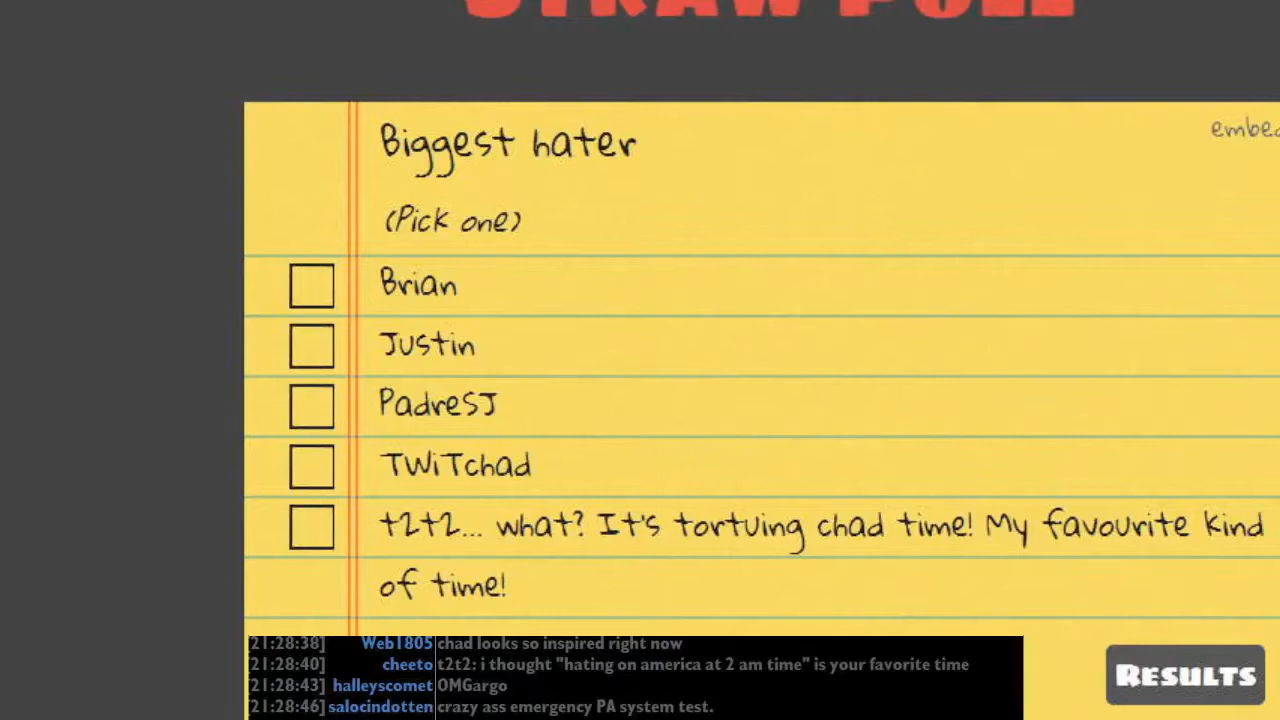 STRAW POLL
Biggest hater
embed
(Pick one)
Brian
Justin
PadreSJ
TWiTchad
t2t2... what? It's tortuing chad time! My favourite kind
of time!
[21:28:38] Web1805 chad looks so inspired right now
[21:28:40] cheeto t2t2: i thought "hating on america at 2 am time" is your favorite time
[21:28:43] halleyscomet OMGargo
[21:28:46] salocindotten crazy ass emergency PA system test.
Results